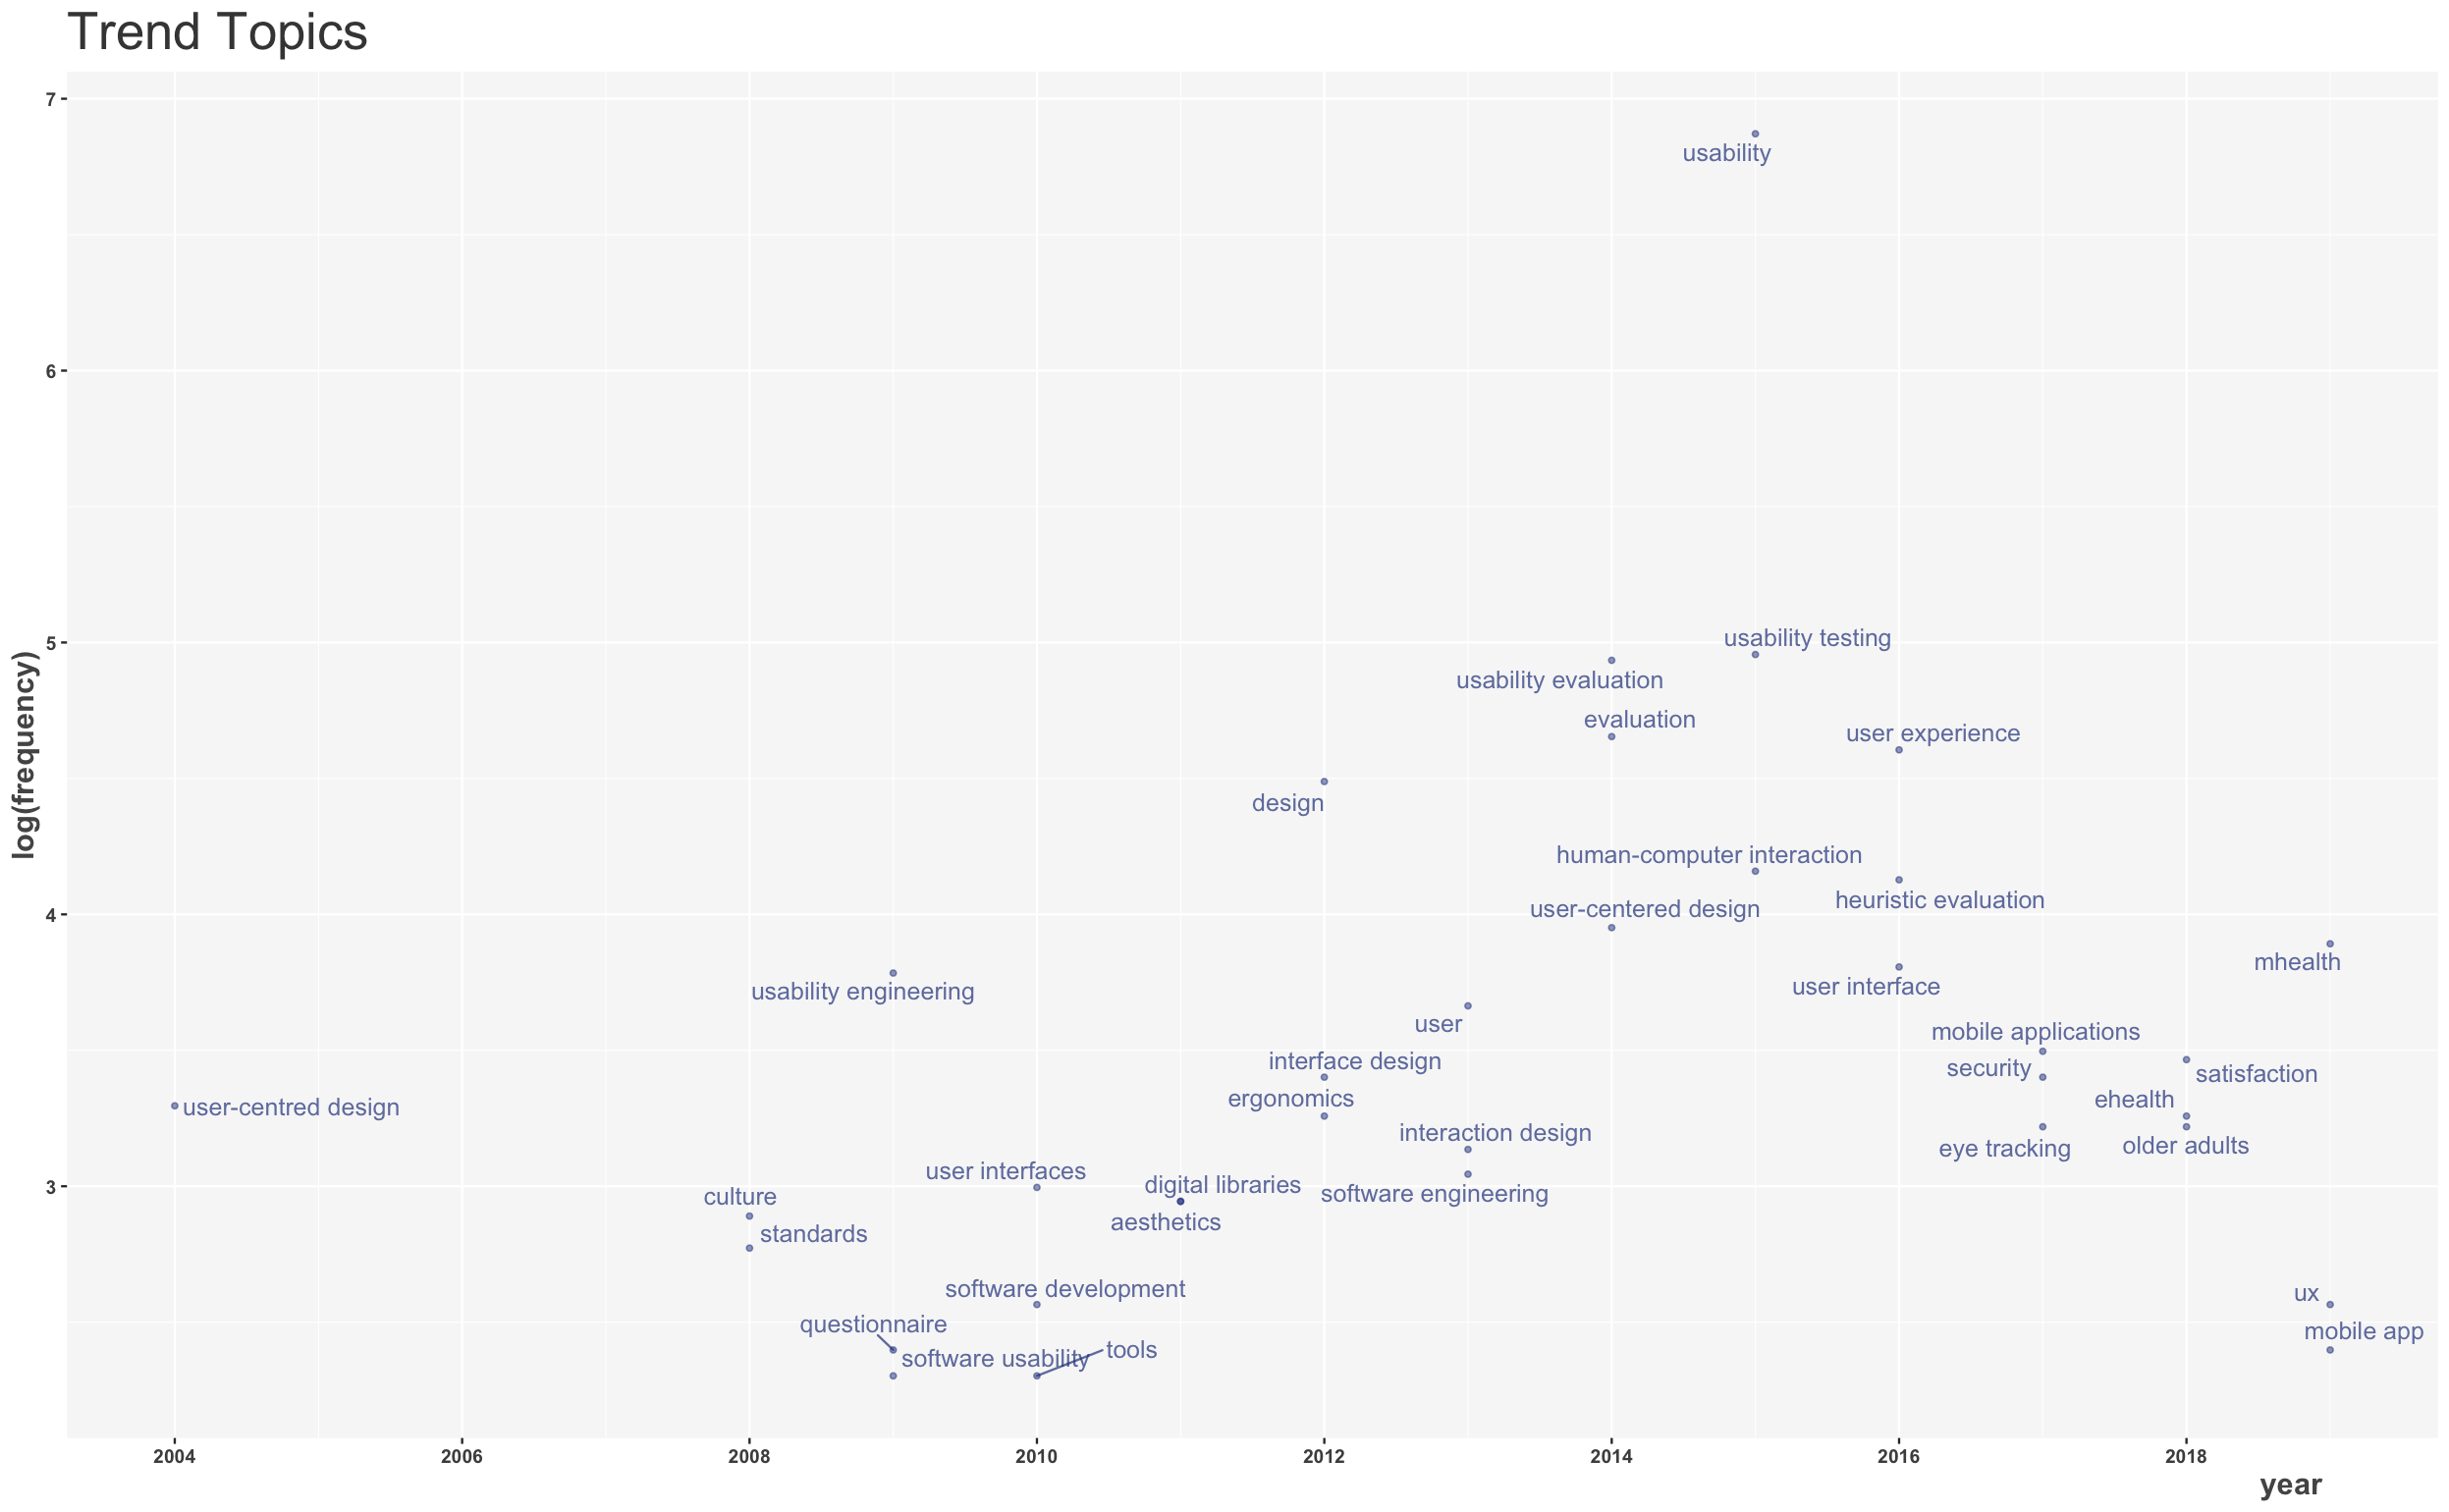 Trend Topics
7
usability
6
5
usability testing
usability evaluation
evaluation
user experience
design
human-computer interaction
heuristic evaluation
4
user-centered design
mhealth
user interface
usability engineering
user
mobile applications
interface design
security
satisfaction
ergonomics
ehealth
user-centred design
interaction design
older adults
eye tracking
user interfaces
digital libraries
software engineering
3
culture
aesthetics
standards
software development
ux
questionnaire
mobile app
tools
software usability
log(frequency)
2004 2006 2008 2010 2012 2014 2016 2018
year